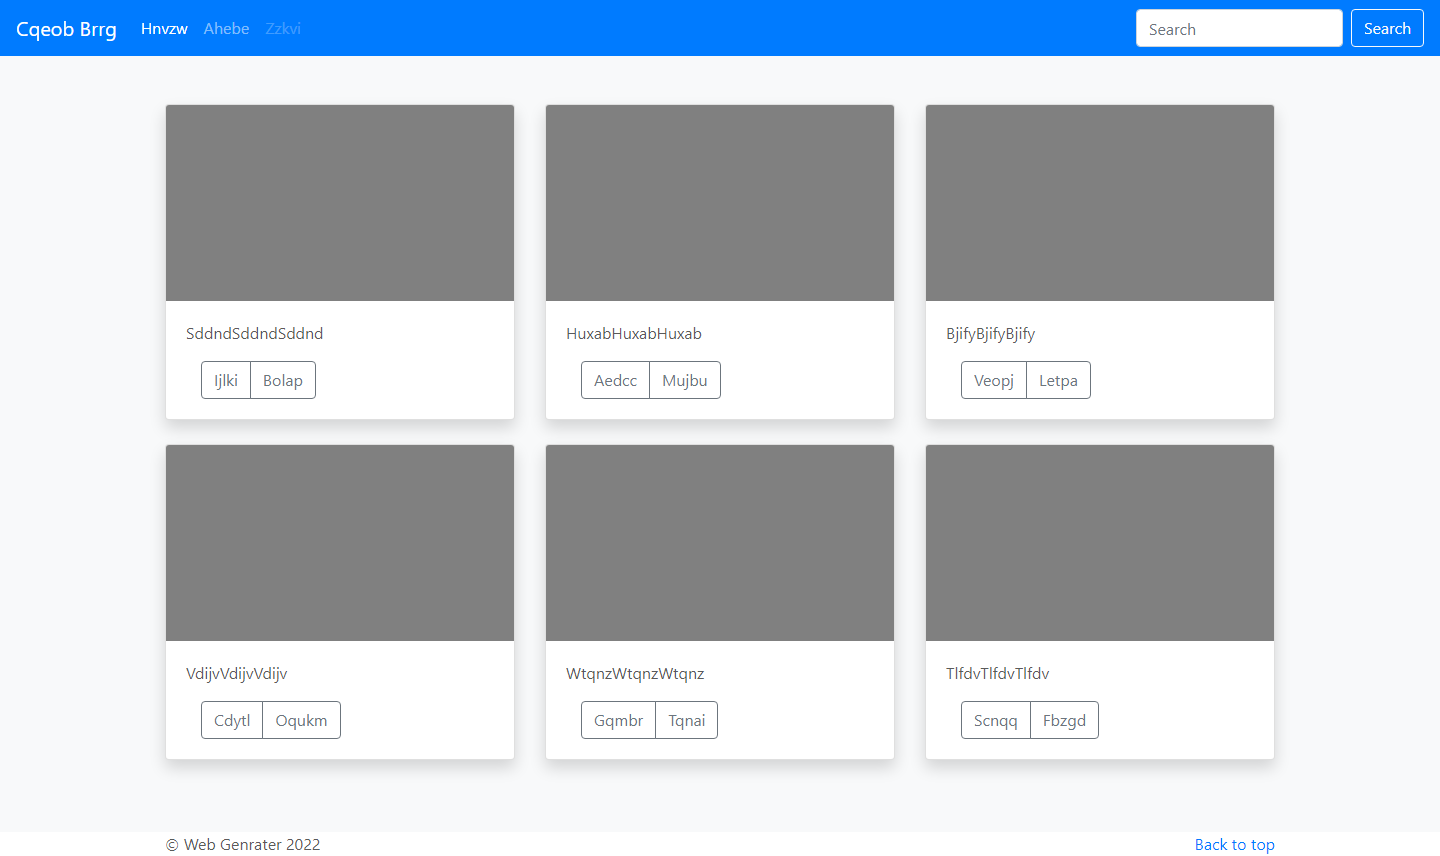 Cqeob Brrg Hnvzw Ahebe Zzkvi Search Search
SddndSddndSddnd HuxabHuxabHuxab BjifyBjifyBjify
Ijlki Bolap Aedcc Mujbu Veopj Letpa
VdijvVdijvVdijv WtqnzWtqnzWtqnz TlfdvTlfdvTlfdv
Cdytl Oqukm Gqmbr Tqnai Scnqq Fbzgd
© Web Genrater 2022 Back to top